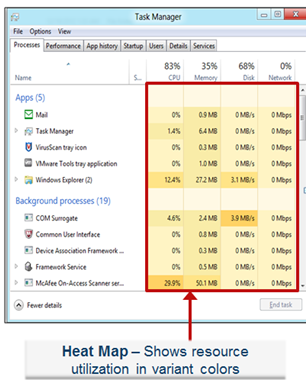 Task Manager
File Options View
Processes Performance App history Startup Users Details Services
83% 35% 68% 0%
Name S... CPU Memory Disk Network
Apps (5)
Mail 0% 0.9 MB 0 MB/s 0 Mbps
Task Manager 1.4% 6.4 MB 0 MB/s 0 Mbps
VirusScan tray icon 0% 0.3 MB 0 MB/s 0 Mbps
VMware Tools tray application 0% 1.0 MB 0 MB/s 0 Mbps
Windows Explorer (2) 12.4% 27.2 MB 3.1 MB/s 0 Mbps
Background processes (19)
COM Surrogate 4.6% 2.4 MB 3.9 MB/s 0 Mbps
Common User Interface 0% 0.8 MB 0 MB/s 0 Mbps
Device Association Framework ... 0% 0.3 MB 0 MB/s 0 Mbps
Framework Service 0% 0.5 MB 0 MB/s 0 Mbps
McAfee On-Access Scanner ser... 29.9% 50.1 MB 0 MB/s 0 Mbps
Fewer details End task
Heat Map – Shows resource
utilization in variant colors